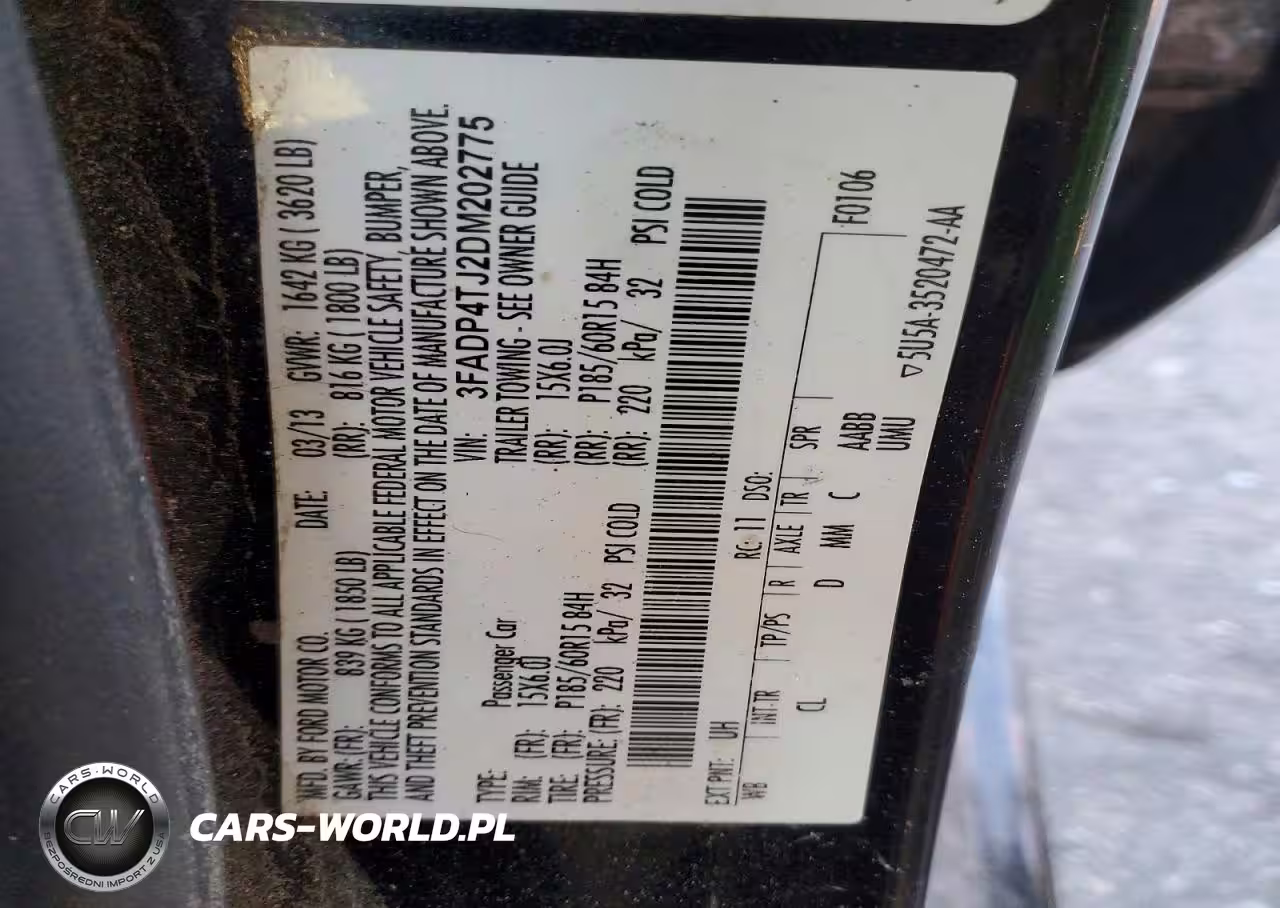 MFD. BY FORD MOTOR CO. DATE: 03/13 GVWR: 1642 KG ( 3620 LB)
GAWR (FR): 839 KG (1850 LB) (RR): 816 KG (1800 LB)
THIS VEHICLE CONFORMS TO ALL APPLICABLE FEDERAL MOTOR VEHICLE SAFETY, BUMPER,
AND THEFT PREVENTION STANDARDS IN EFFECT ON THE DATE OF MANUFACTURE SHOWN ABOVE.
VIN: 3FADP4TJ2DM202775
TYPE: Passenger Car TRAILER TOWING - SEE OWNER GUIDE
RIM: (FR): 15X6.0J (RR): 15X6.0J
TIRE: (FR): P185/60R15 84H (RR): P185/60R15 84H
PRESSURE: (FR): 220 kPa/ 32 PSI COLD (RR): 220 kPa/ 32 PSI COLD
EXT PNT: UH RC: 11 DSO:
WB INT-TR TP/PS R AXLE TR SPR F0106
CL D MM C AABB
UMU
▽5U5A-3520472-AA
CARS-WORLD
CW
BEZPOŚREDNI IMPORT Z USA
CARS-WORLD.PL